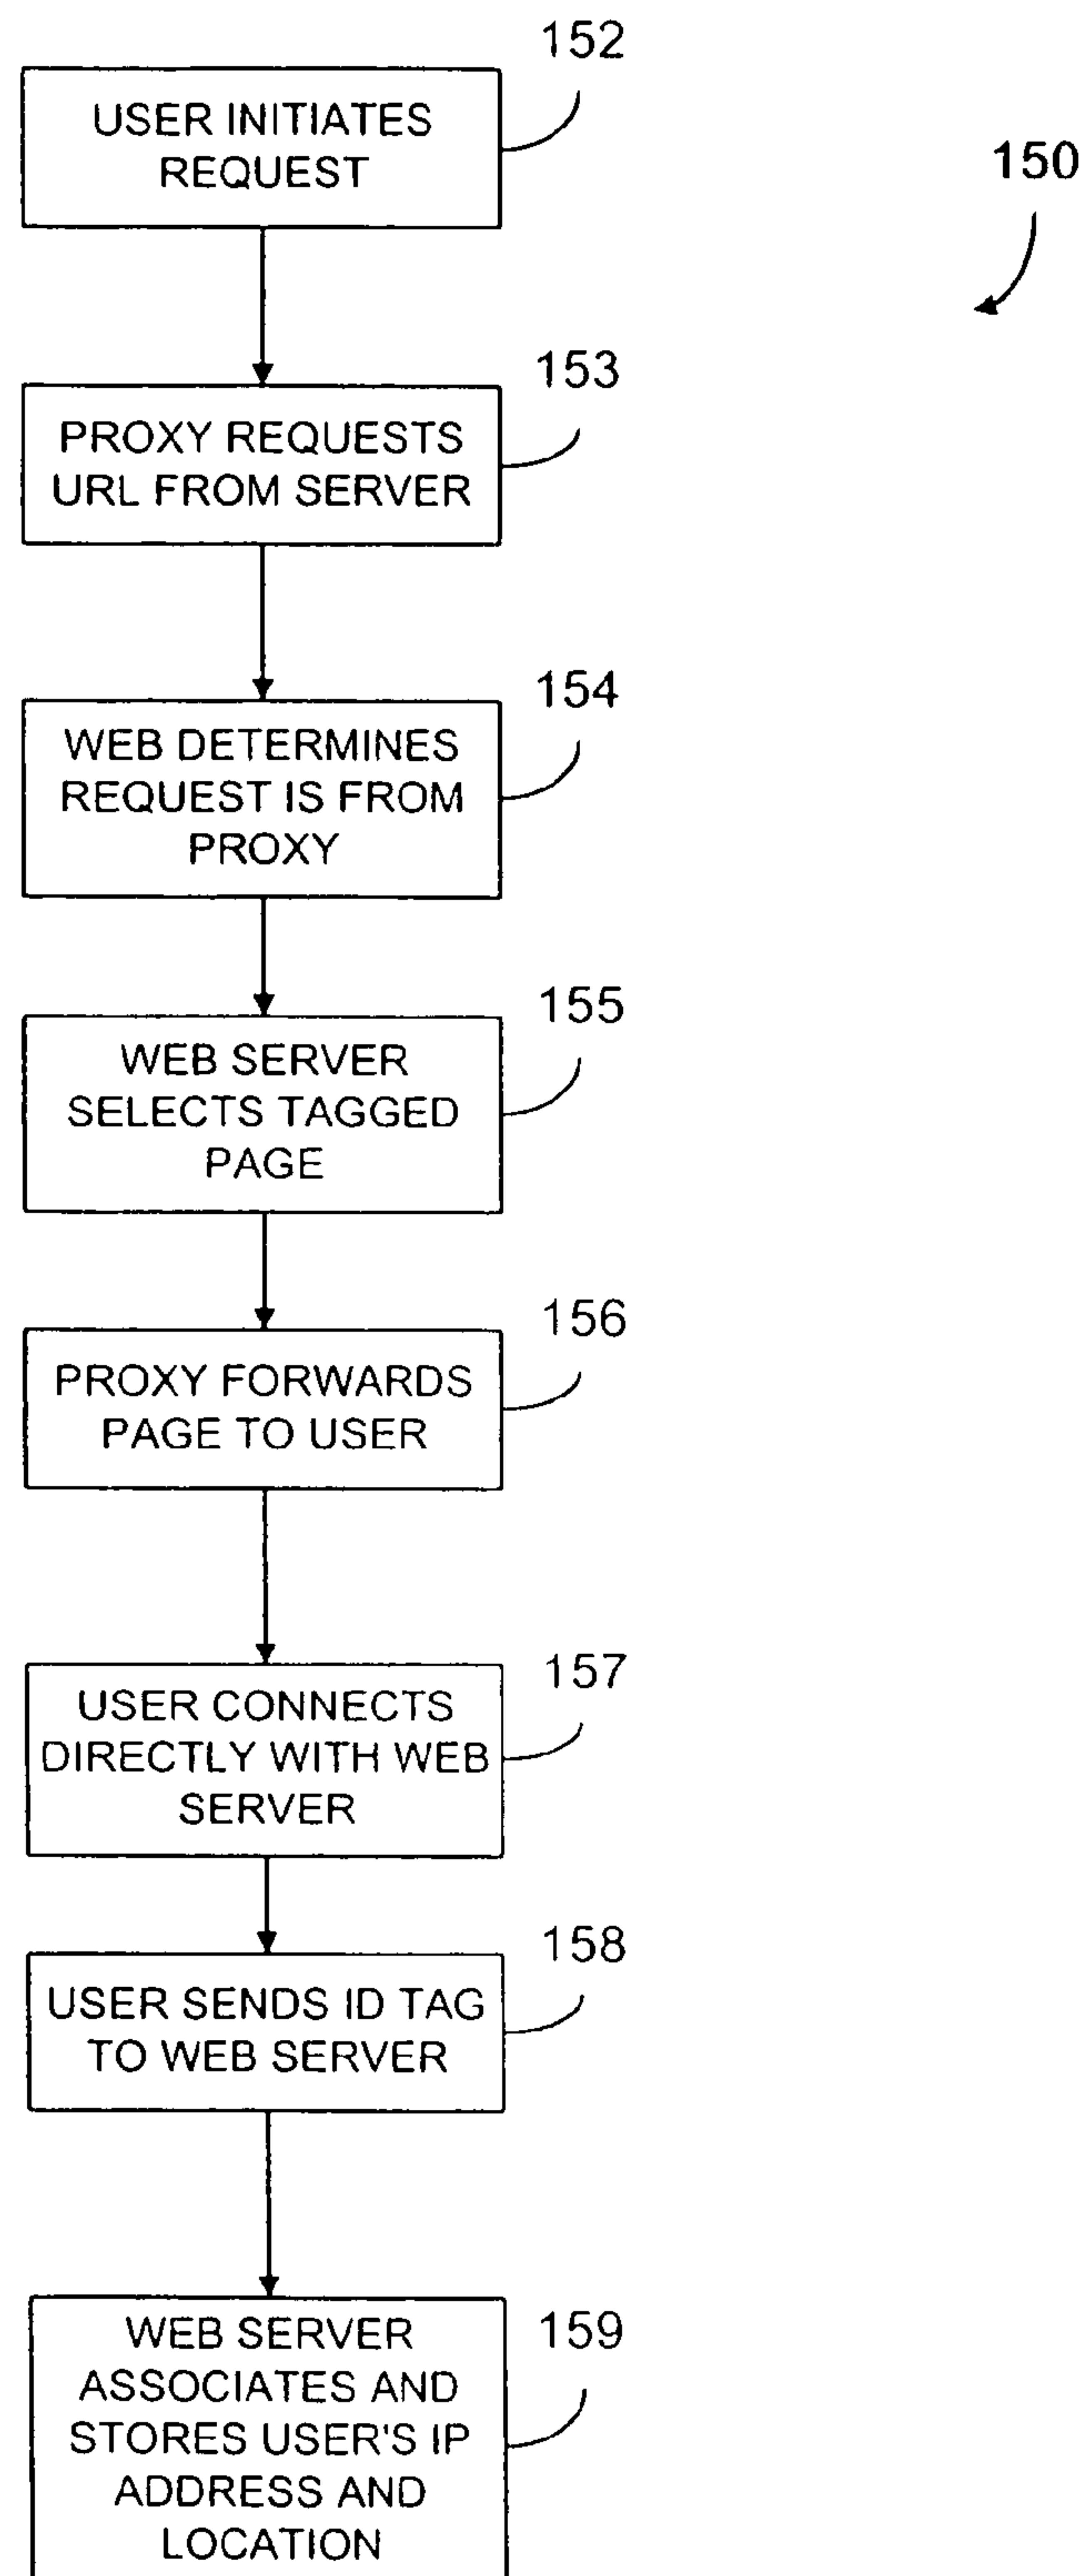 152
USER INITIATES
REQUEST
150
153
PROXY REQUESTS
URL FROM SERVER
154
WEB DETERMINES
REQUEST IS FROM
PROXY
155
WEB SERVER
SELECTS TAGGED
PAGE
156
PROXY FORWARDS
PAGE TO USER
157
USER CONNECTS
DIRECTLY WITH WEB
SERVER
158
USER SENDS ID TAG
TO WEB SERVER
159
WEB SERVER
ASSOCIATES AND
STORES USER'S IP
ADDRESS AND
LOCATION